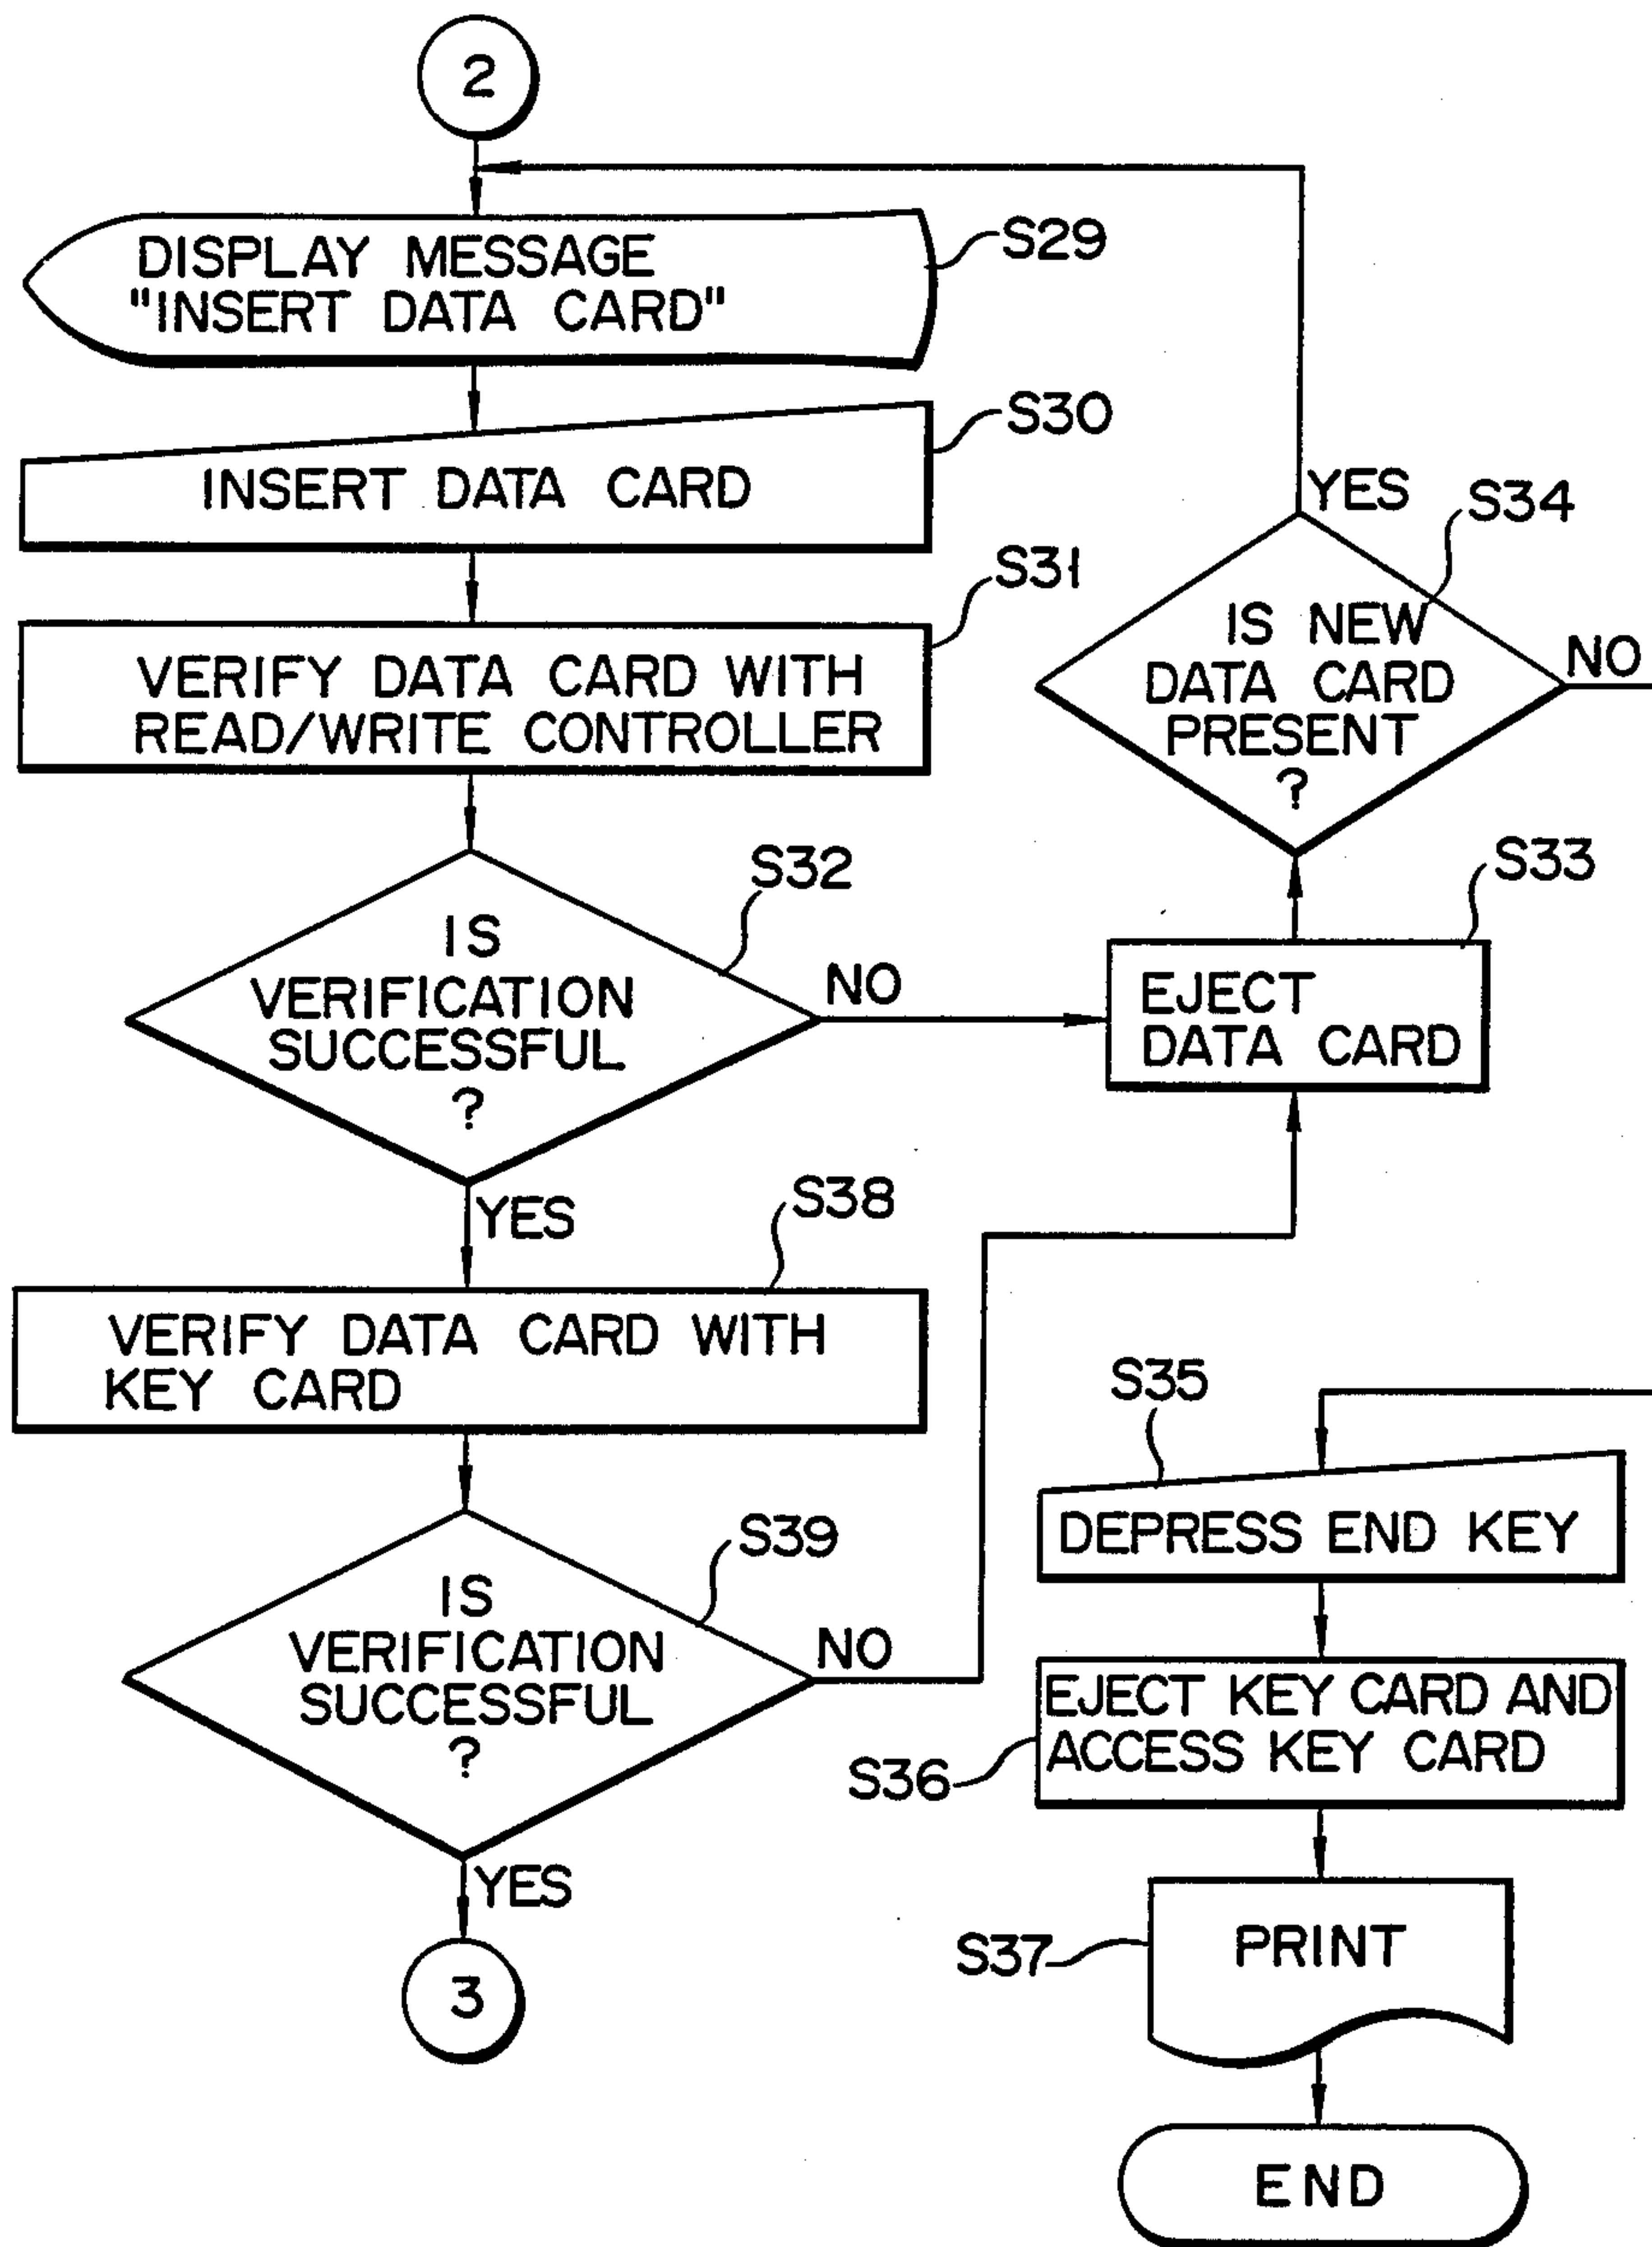 2
DISPLAY MESSAGE
"INSERT DATA CARD"
S29
INSERT DATA CARD
S30
VERIFY DATA CARD WITH
READ/WRITE CONTROLLER
S31
IS
VERIFICATION
SUCCESSFUL
?
S32
NO
YES
EJECT
DATA CARD
S33
IS NEW
DATA CARD
PRESENT
?
S34
YES
NO
VERIFY DATA CARD WITH
KEY CARD
S38
IS
VERIFICATION
SUCCESSFUL
?
S39
NO
YES
3
S35
DEPRESS END KEY
EJECT KEY CARD AND
ACCESS KEY CARD
S36
PRINT
S37
END